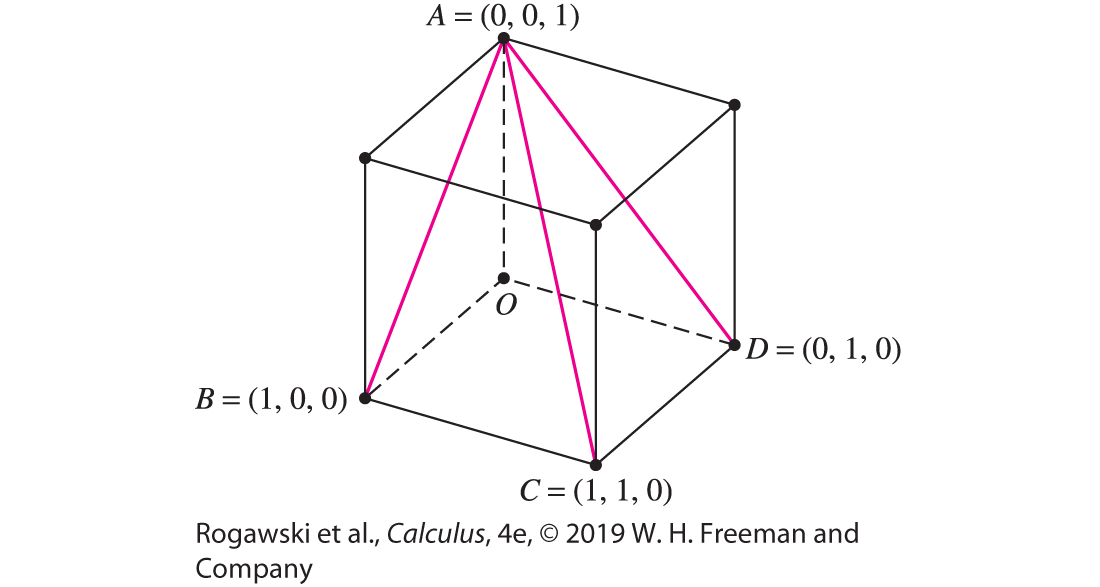 A = (0, 0, 1)
O
D = (0, 1, 0)
B = (1, 0, 0)
C = (1, 1, 0)
Rogawski et al., Calculus, 4e, © 2019 W. H. Freeman and
Company